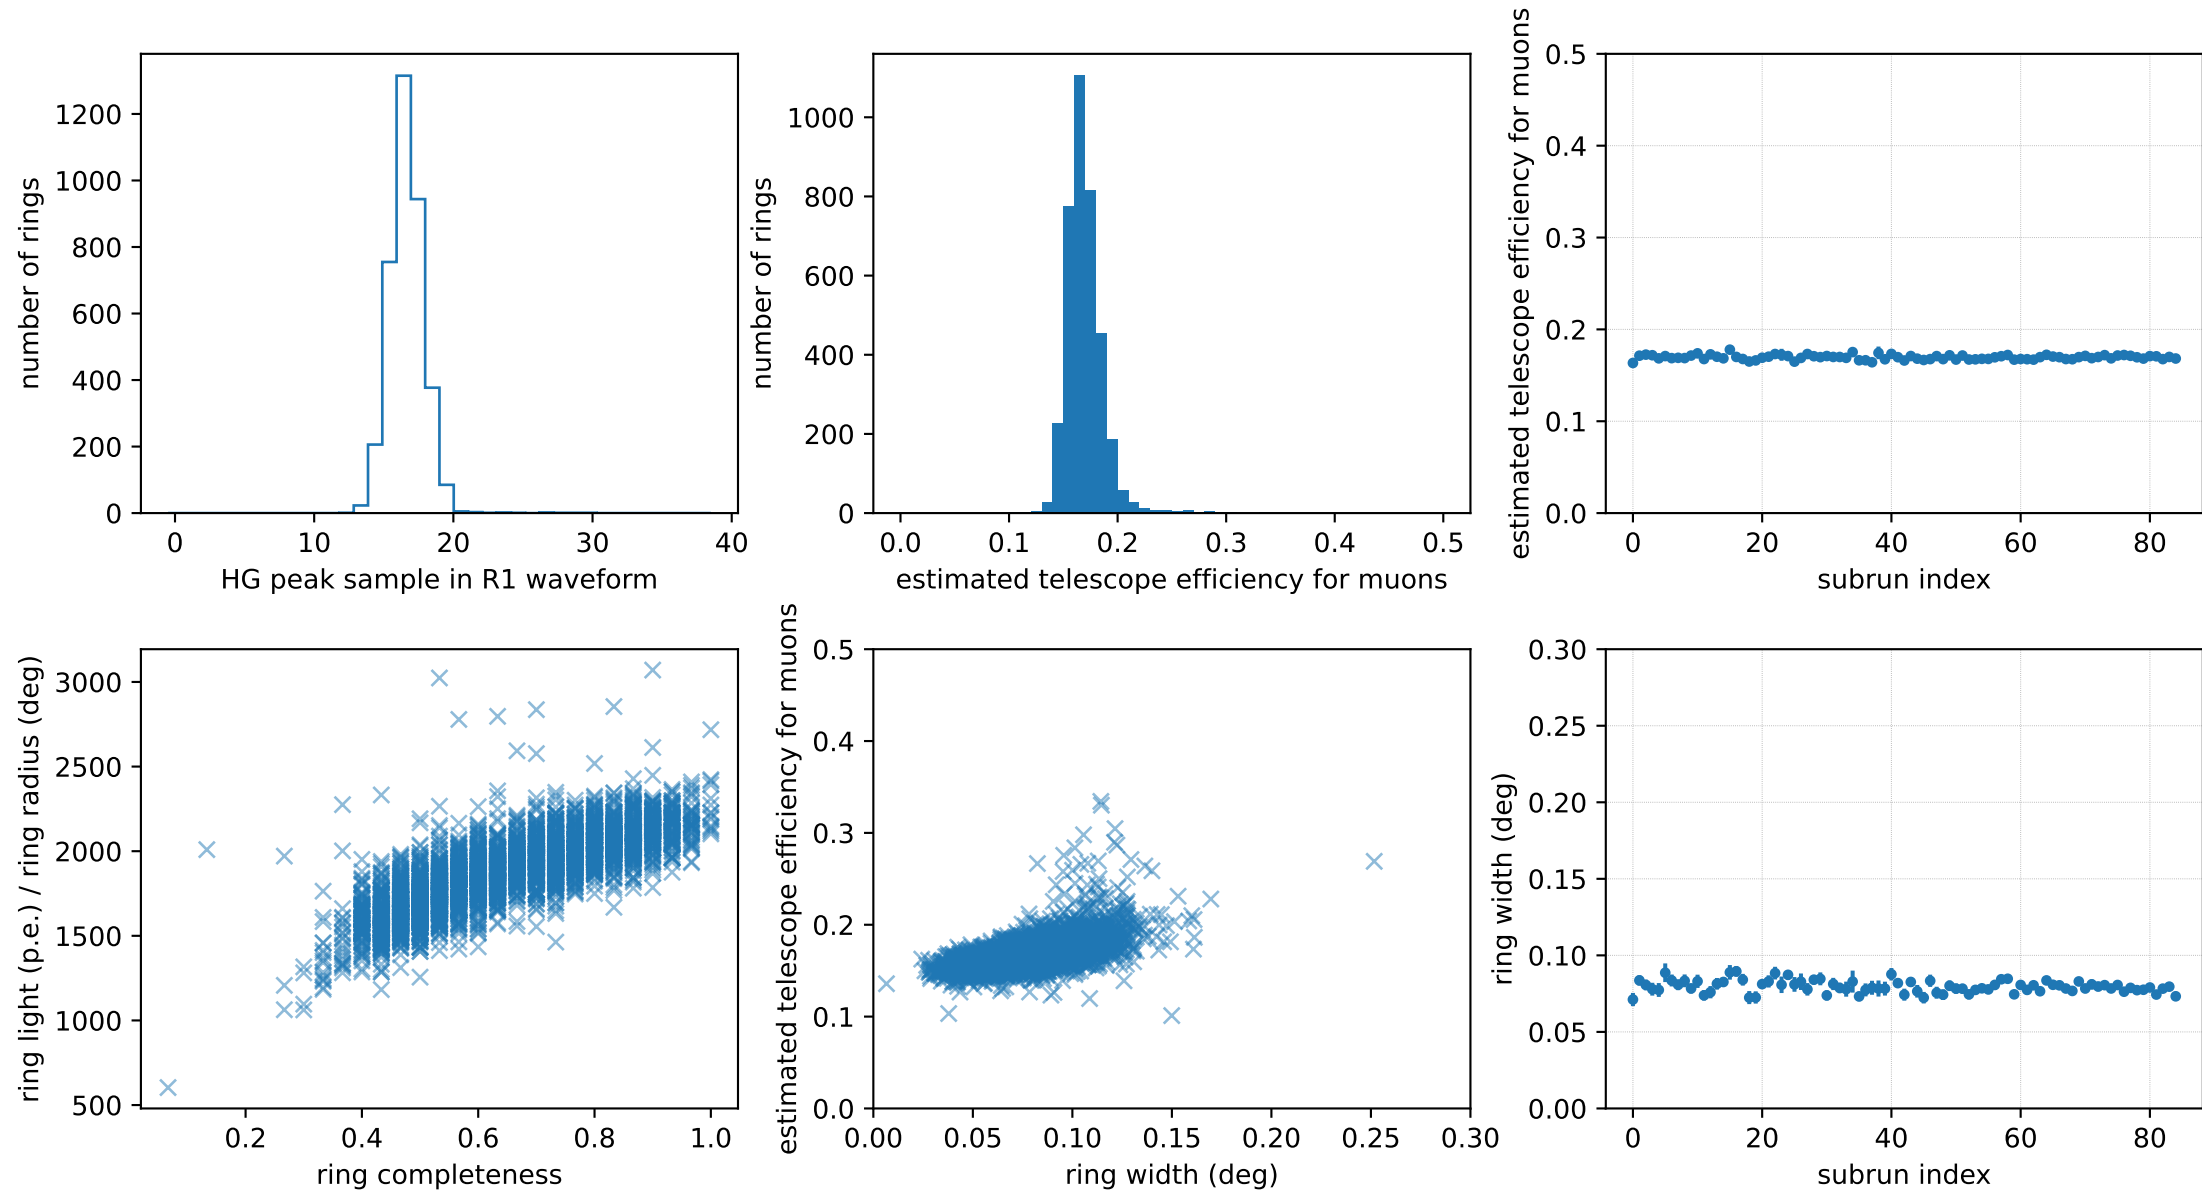 number of rings
1200
1000
800
600
400
200
0
0 10 20 30 40
HG peak sample in R1 waveform
number of rings
1000
800
600
400
200
0
0.0 0.1 0.2 0.3 0.4 0.5
estimated telescope efficiency for muons
estimated telescope efficiency for muons
0.5
0.4
0.3
0.2
0.1
0.0
0 20 40 60 80
subrun index
ring light (p.e.) / ring radius (deg)
3000
2500
2000
1500
1000
500
0.2 0.4 0.6 0.8 1.0
ring completeness
estimated telescope efficiency for muons
0.5
0.4
0.3
0.2
0.1
0.0
0.00 0.05 0.10 0.15 0.20 0.25 0.30
ring width (deg)
ring width (deg)
0.30
0.25
0.20
0.15
0.10
0.05
0.00
0 20 40 60 80
subrun index